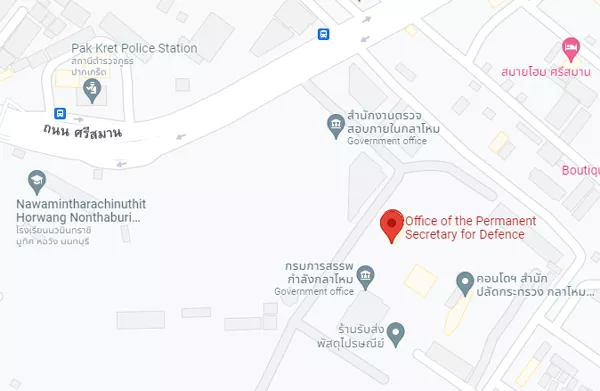 Pak Kret Police Station
สถานีตำรวจภูธร
ปากเกร็ด
สมายโฮม ศรีสมาน
สำนักงานตรวจ
สอบภายในกลาโหม
Government office
ถนน ศรีสมาน
Boutiq
Nawamintharachinuthit
Horwang Nonthaburi...
โรงเรียนนวมินทราชิ
นูทิศ หอวัง นนทบุรี
Office of the Permanent
Secretary for Defence
กรมการสรรพ
กำลังกลาโหม
Government office
คอนโดฯ สำนัก
ปลัดกระทรวง กลาโหม...
ร้านรับส่ง
พัสดุไปรษณีย์